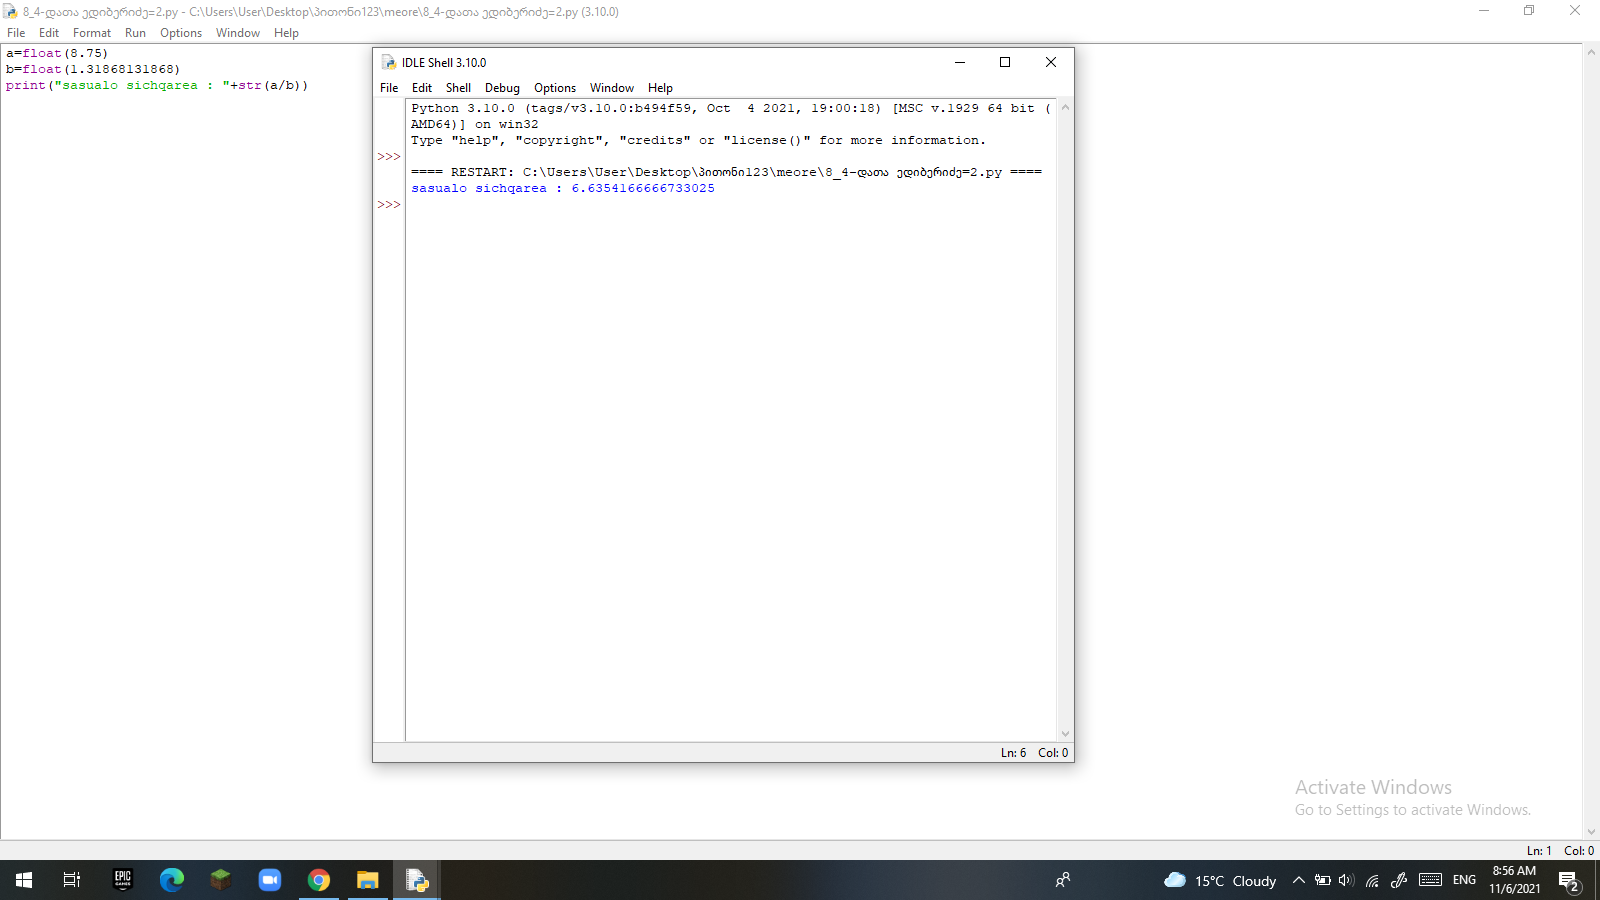 8_4-დათა ედიბერიძე=2.py - C:\Users\User\Desktop\პითონი123\meore\8_4-დათა ედიბერიძე=2.py (3.10.0)
File Edit Format Run Options Window Help
a=float(8.75)
b=float(1.31868131868)
print("sasualo sichqarea : "+str(a/b))
IDLE Shell 3.10.0
File Edit Shell Debug Options Window Help
Python 3.10.0 (tags/v3.10.0:b494f59, Oct  4 2021, 19:00:18) [MSC v.1929 64 bit (
AMD64)] on win32
Type "help", "copyright", "credits" or "license()" for more information.
>>>
==== RESTART: C:\Users\User\Desktop\პითონი123\meore\8_4-დათა ედიბერიძე=2.py ====
sasualo sichqarea : 6.6354166666733025
>>>
Ln: 6 Col: 0
Activate Windows
Go to Settings to activate Windows.
Ln: 1 Col: 0
EPIC
GAMES
15°C Cloudy
ENG
8:56 AM
11/6/2021
2